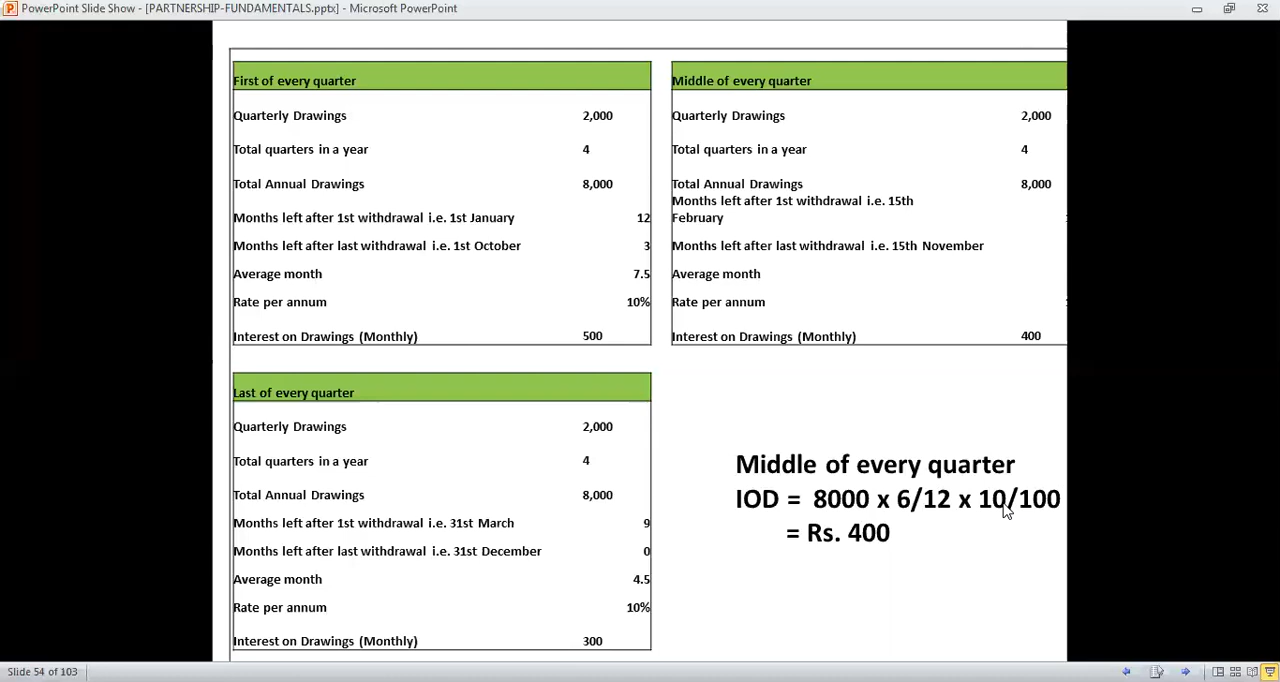 PowerPoint Slide Show - [PARTNERSHIP-FUNDAMENTALS.pptx] - Microsoft PowerPoint
First of every quarter
Quarterly Drawings 2,000
Total quarters in a year 4
Total Annual Drawings 8,000
Months left after 1st withdrawal i.e. 1st January 12
Months left after last withdrawal i.e. 1st October 3
Average month 7.5
Rate per annum 10%
Interest on Drawings (Monthly) 500
Middle of every quarter
Quarterly Drawings 2,000
Total quarters in a year 4
Total Annual Drawings 8,000
Months left after 1st withdrawal i.e. 15th
February
Months left after last withdrawal i.e. 15th November
Average month
Rate per annum
Interest on Drawings (Monthly) 400
Last of every quarter
Quarterly Drawings 2,000
Total quarters in a year 4
Total Annual Drawings 8,000
Months left after 1st withdrawal i.e. 31st March 9
Months left after last withdrawal i.e. 31st December 0
Average month 4.5
Rate per annum 10%
Interest on Drawings (Monthly) 300
Middle of every quarter
IOD = 8000 x 6/12 x 10/100
= Rs. 400
Slide 54 of 103